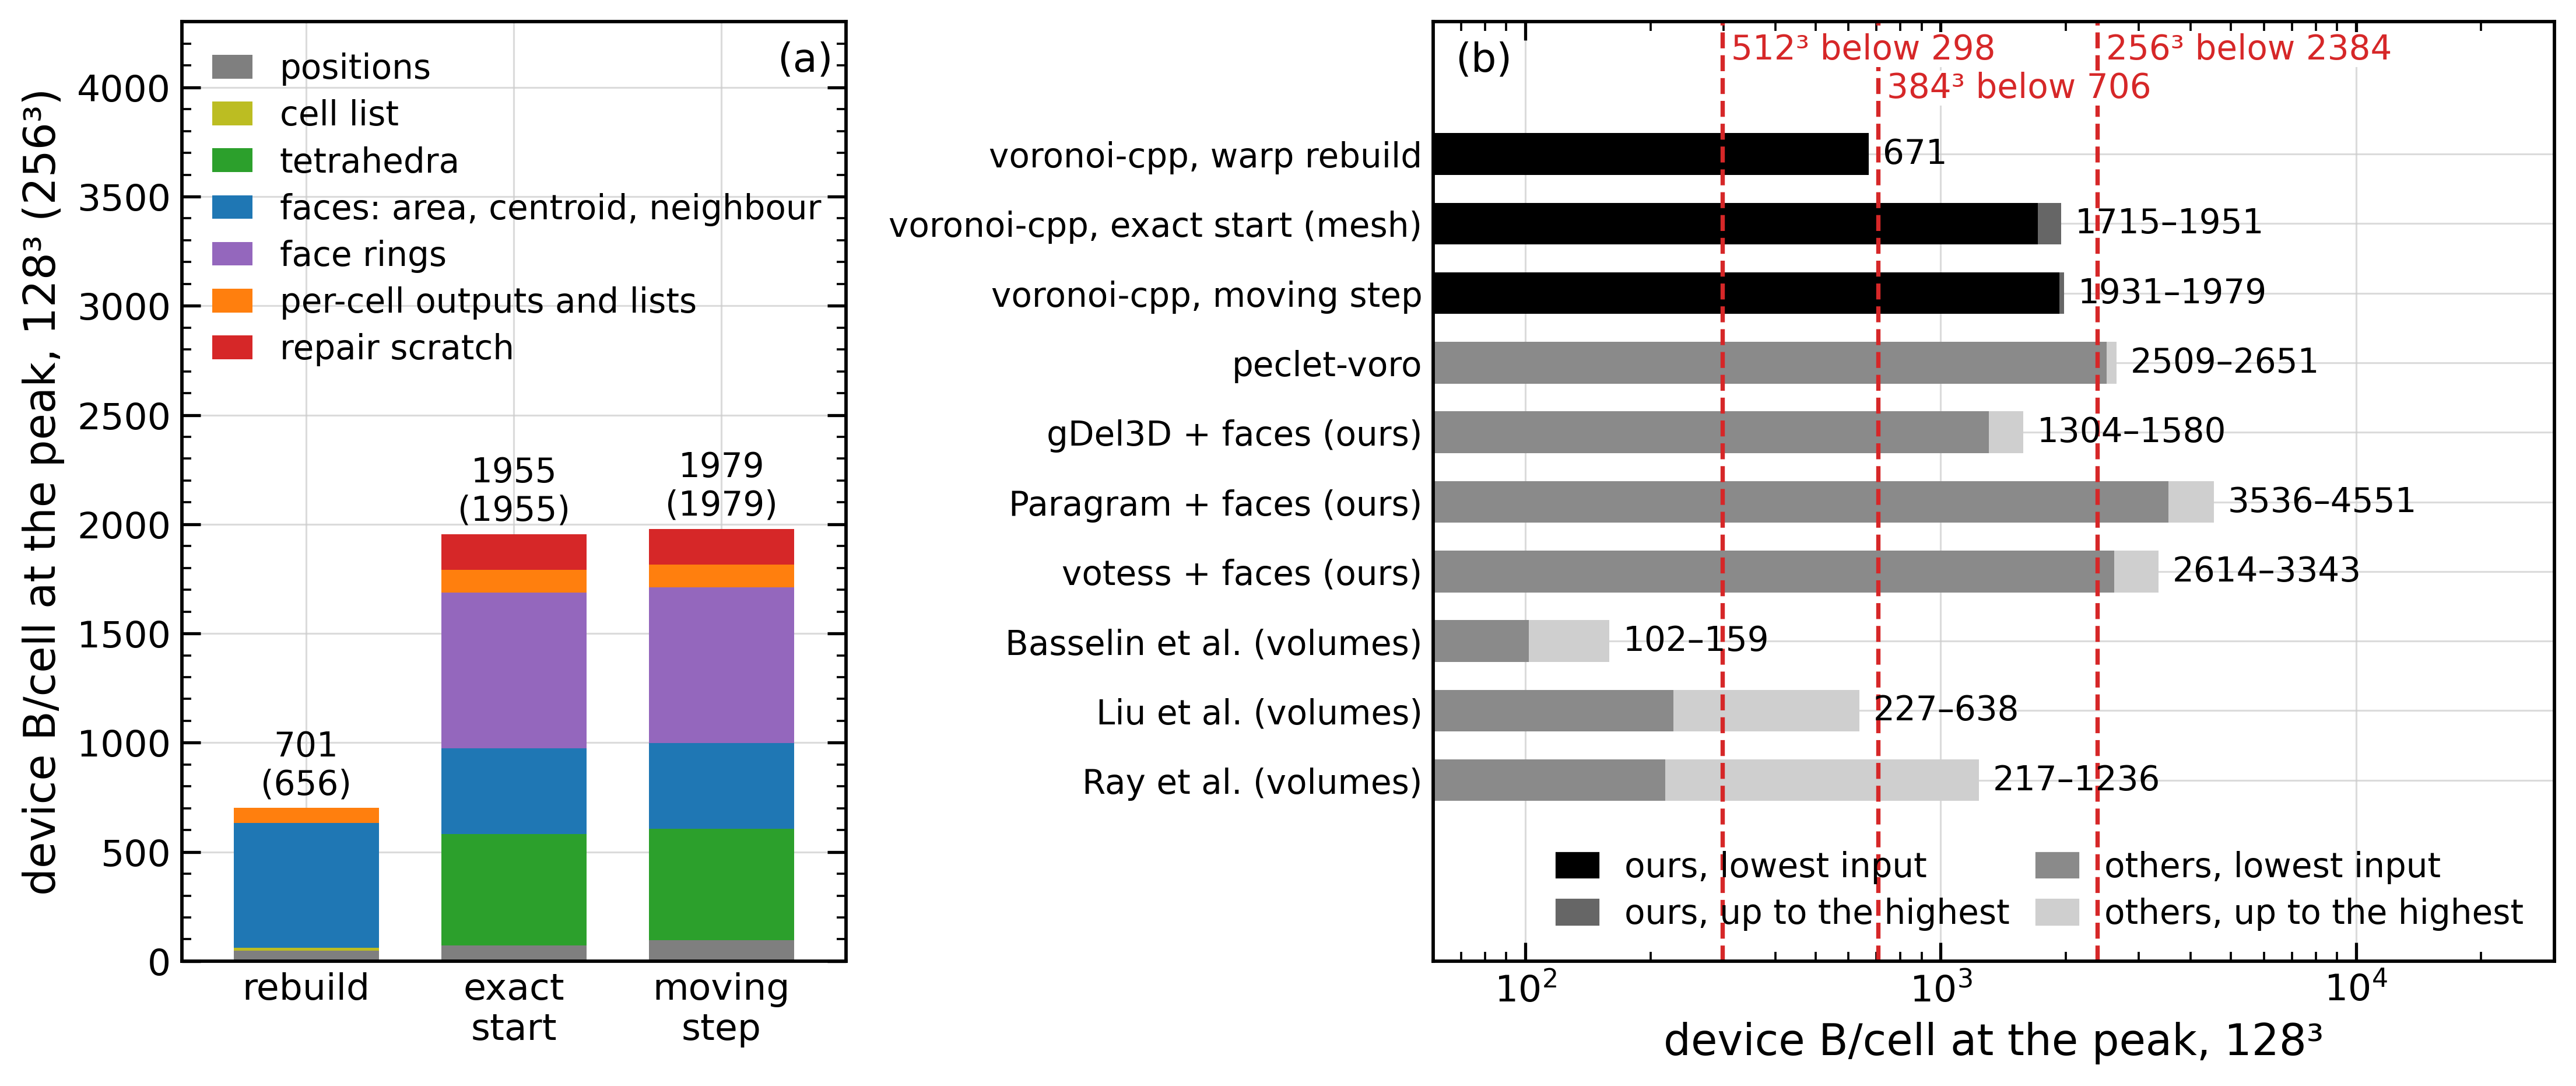 (a)
positions
cell list
tetrahedra
faces: area, centroid, neighbour
face rings
per-cell outputs and lists
repair scratch
device B/cell at the peak, 128³ (256³)
4000
3500
3000
2500
2000
1500
1000
500
0
701
(656)
1955
(1955)
1979
(1979)
rebuild
exact
start
moving
step
(b)
512³ below 298
256³ below 2384
384³ below 706
voronoi-cpp, warp rebuild
671
voronoi-cpp, exact start (mesh)
1715–1951
voronoi-cpp, moving step
1931–1979
peclet-voro
2509–2651
gDel3D + faces (ours)
1304–1580
Paragram + faces (ours)
3536–4551
votess + faces (ours)
2614–3343
Basselin et al. (volumes)
102–159
Liu et al. (volumes)
227–638
Ray et al. (volumes)
217–1236
ours, lowest input
others, lowest input
ours, up to the highest
others, up to the highest
10²
10³
10⁴
device B/cell at the peak, 128³